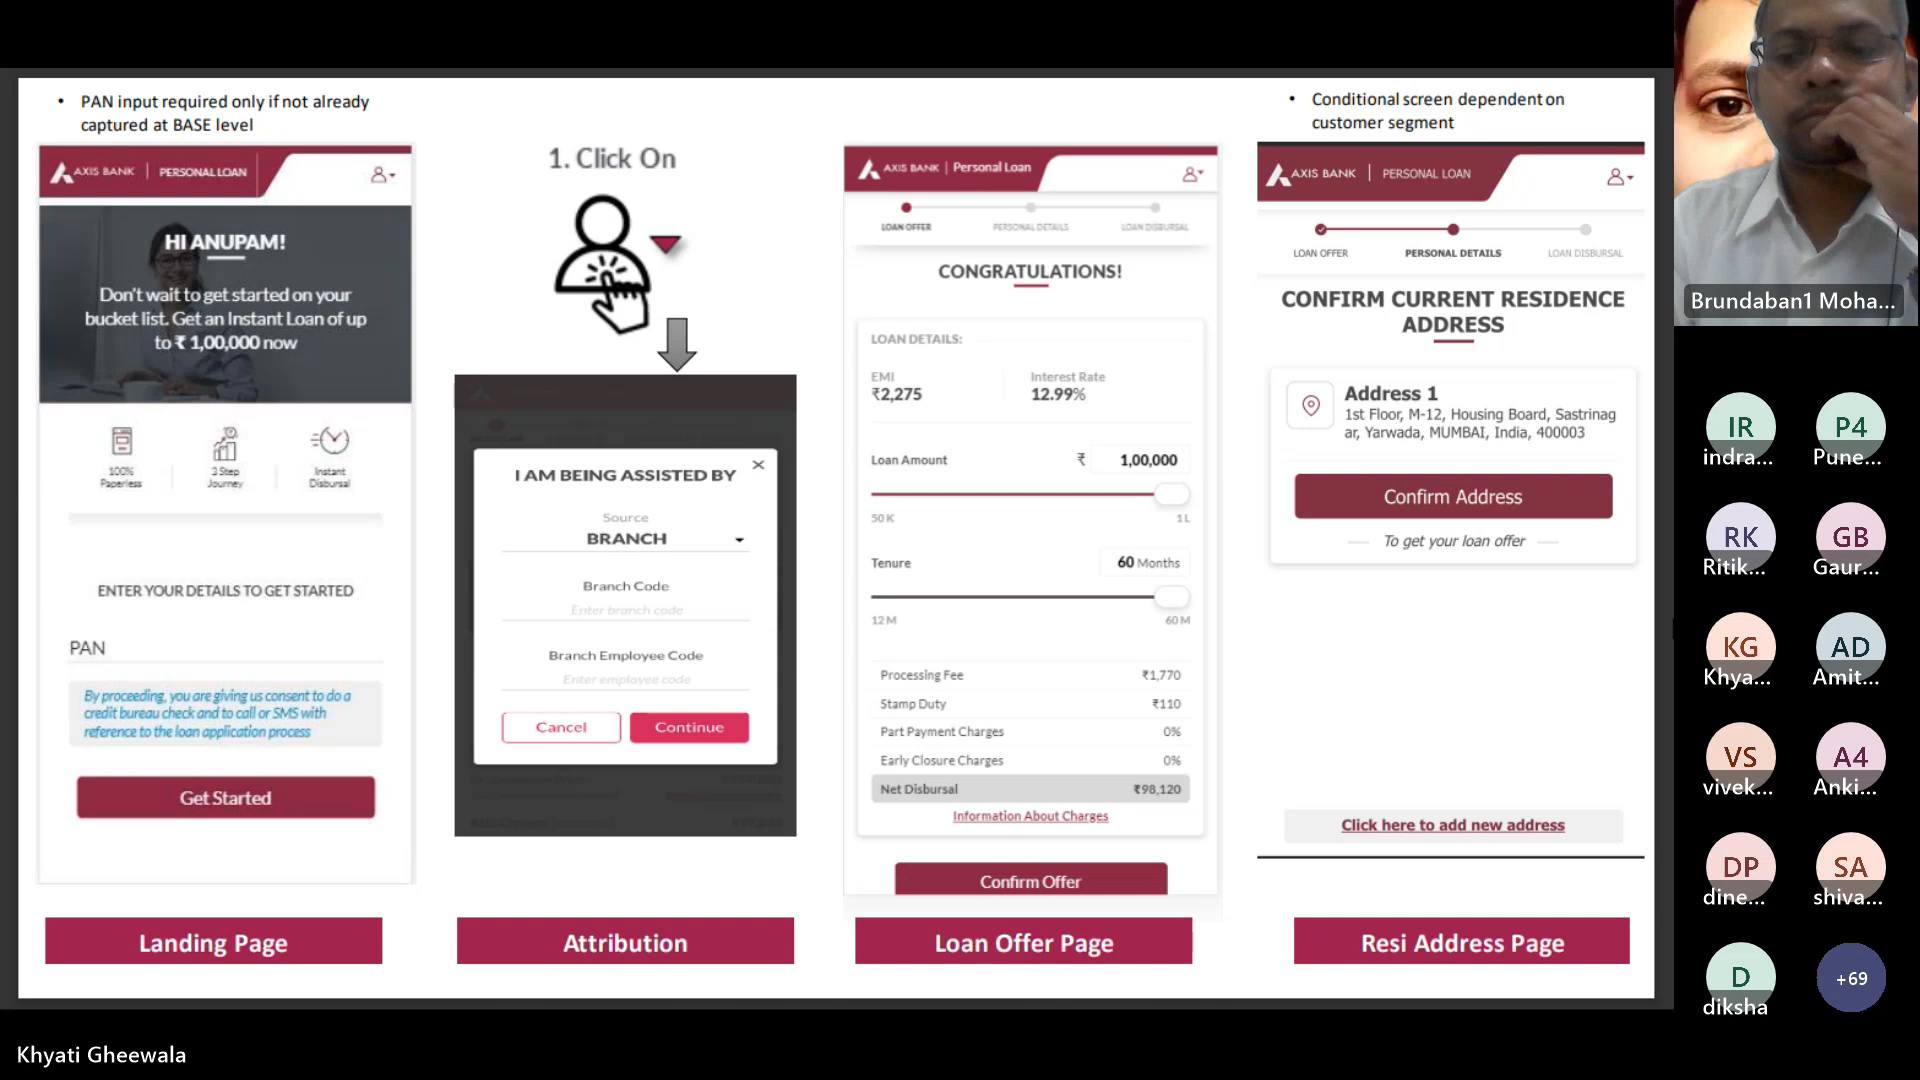 • PAN input required only if not already
captured at BASE level
AXIS BANK | PERSONAL LOAN
HI ANUPAM!
Don't wait to get started on your
bucket list. Get an Instant Loan of up
to ₹ 1,00,000 now
100%
Paperless
3 Step
Journey
Instant
Disbursal
ENTER YOUR DETAILS TO GET STARTED
PAN
By proceeding, you are giving us consent to do a
credit bureau check and to call or SMS with
reference to the loan application process
Get Started
Landing Page
1. Click On
I AM BEING ASSISTED BY
Source
BRANCH
Branch Code
Enter branch code
Branch Employee Code
Enter employee code
Cancel
Continue
Attribution
AXIS BANK | Personal Loan
LOAN OFFER
PERSONAL DETAILS
LOAN DISBURSAL
CONGRATULATIONS!
LOAN DETAILS:
EMI
₹2,275
Interest Rate
12.99%
Loan Amount ₹ 1,00,000
50 K 1 L
Tenure 60 Months
12 M 60 M
Processing Fee ₹1,770
Stamp Duty ₹110
Part Payment Charges 0%
Early Closure Charges 0%
Net Disbursal ₹98,120
Information About Charges
Confirm Offer
Loan Offer Page
• Conditional screen dependent on
customer segment
AXIS BANK | PERSONAL LOAN
LOAN OFFER
PERSONAL DETAILS
LOAN DISBURSAL
CONFIRM CURRENT RESIDENCE
ADDRESS
Address 1
1st Floor, M-12, Housing Board, Sastrinag
ar, Yarwada, MUMBAI, India, 400003
Confirm Address
To get your loan offer
Click here to add new address
Resi Address Page
Brundaban1 Moha...
IR
indra...
P4
Pune...
RK
Ritik...
GB
Gaur...
KG
Khya...
AD
Amit...
VS
vivek...
A4
Anki...
DP
dine...
SA
shiva...
D
diksha
+69
Khyati Gheewala